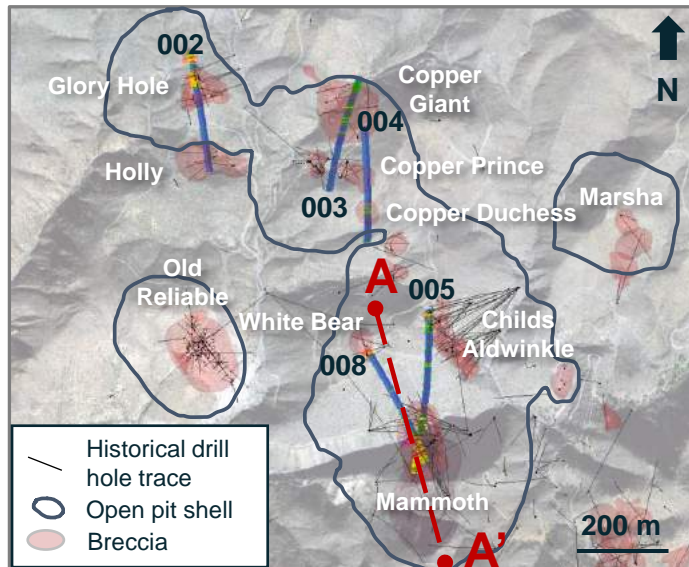 002
Glory Hole
Copper
Giant
N
004
Holly
Copper Prince
003
Marsha
Copper Duchess
Old
Reliable
A
005
White Bear
Childs
Aldwinkle
008
Historical drill
hole trace
Open pit shell
Breccia
Mammoth
200 m
A'